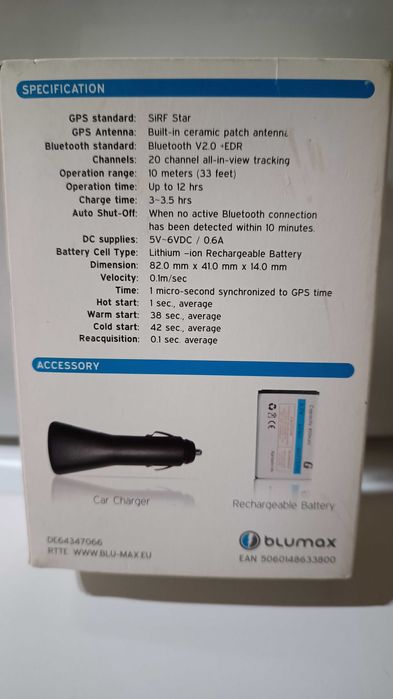 SPECIFICATION
GPS standard: SiRF Star
GPS Antenna: Built-in ceramic patch antenna
Bluetooth standard: Bluetooth V2.0 +EDR
Channels: 20 channel all-in-view tracking
Operation range: 10 meters (33 feet)
Operation time: Up to 12 hrs
Charge time: 3~3.5 hrs
Auto Shut-Off: When no active Bluetooth connection
has been detected within 10 minutes.
DC supplies: 5V~6VDC / 0.6A
Battery Cell Type: Lithium -ion Rechargeable Battery
Dimension: 82.0 mm x 41.0 mm x 14.0 mm
Velocity: 0.1m/sec
Time: 1 micro-second synchronized to GPS time
Hot start: 1 sec., average
Warm start: 38 sec., average
Cold start: 42 sec., average
Reacquisition: 0.1 sec. average
ACCESSORY
Car Charger
Rechargeable Battery
DE64347066
RTTE WWW.BLU-MAX.EU
blumax
EAN 5060148633800